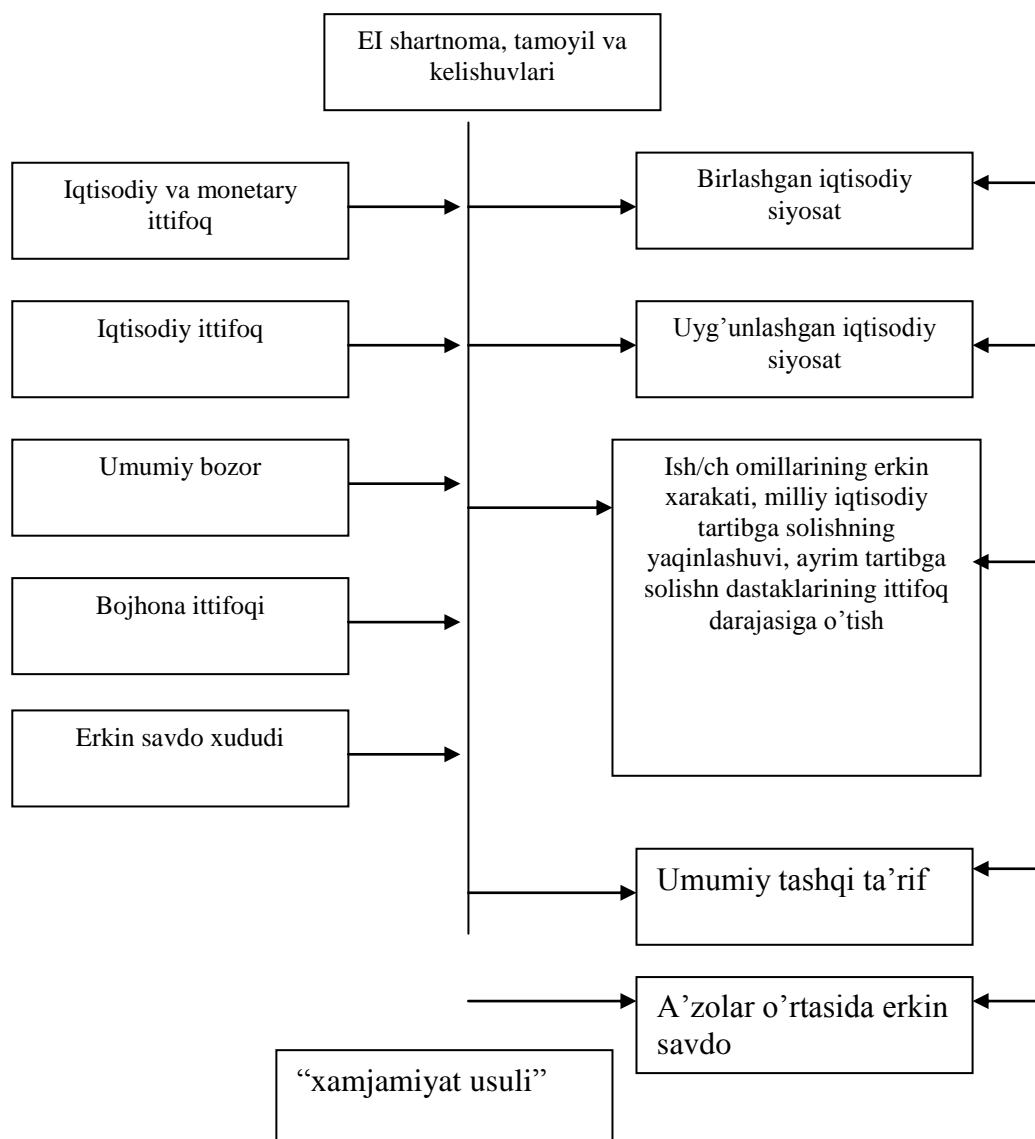 EI shartnoma, tamoyil va
kelishuvlari
Iqtisodiy va monetary
ittifoq
Birlashgan iqtisodiy
siyosat
Iqtisodiy ittifoq
Uyg’unlashgan iqtisodiy
siyosat
Umumiy bozor
Ish/ch omillarining erkin
xarakati, milliy iqtisodiy
tartibga solishning
yaqinlashuvi, ayrim tartibga
solishn dastaklarining ittifoq
darajasiga o’tish
Bojhona ittifoqi
Erkin savdo xududi
Umumiy tashqi ta’rif
A’zolar o’rtasida erkin
savdo
“xamjamiyat usuli”